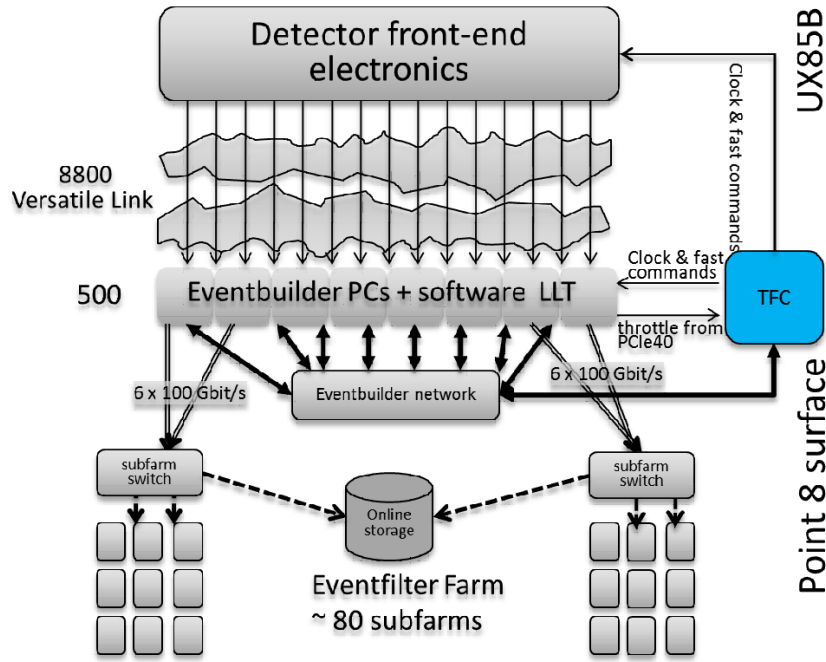 Detector front-end
electronics
UX85B
Clock & fast commands
8800
Versatile Link
Clock & fast
commands
500
Eventbuilder PCs + software LLT
TFC
throttle from
PCIe40
6 x 100 Gbit/s
Eventbuilder network
6 x 100 Gbit/s
subfarm
switch
subfarm
switch
Online
storage
Point 8 surface
Eventfilter Farm
~ 80 subfarms